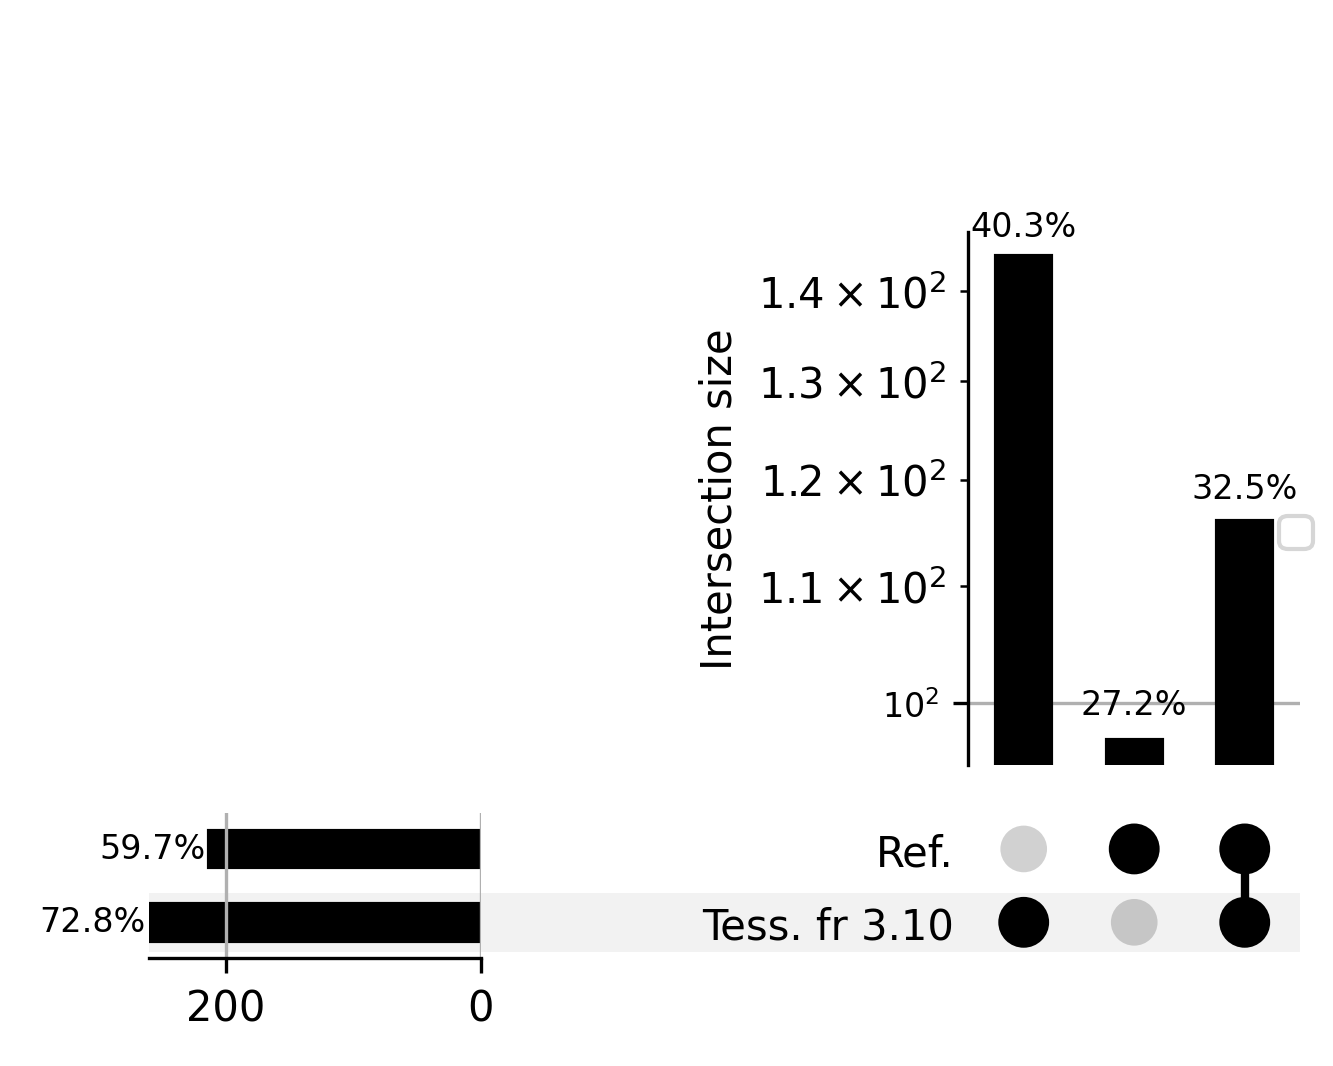 40.3%
1.4 × 10²
1.3 × 10²
1.2 × 10²
32.5%
1.1 × 10²
Intersection size
10²
27.2%
59.7%
Ref.
72.8%
Tess. fr 3.10
200
0